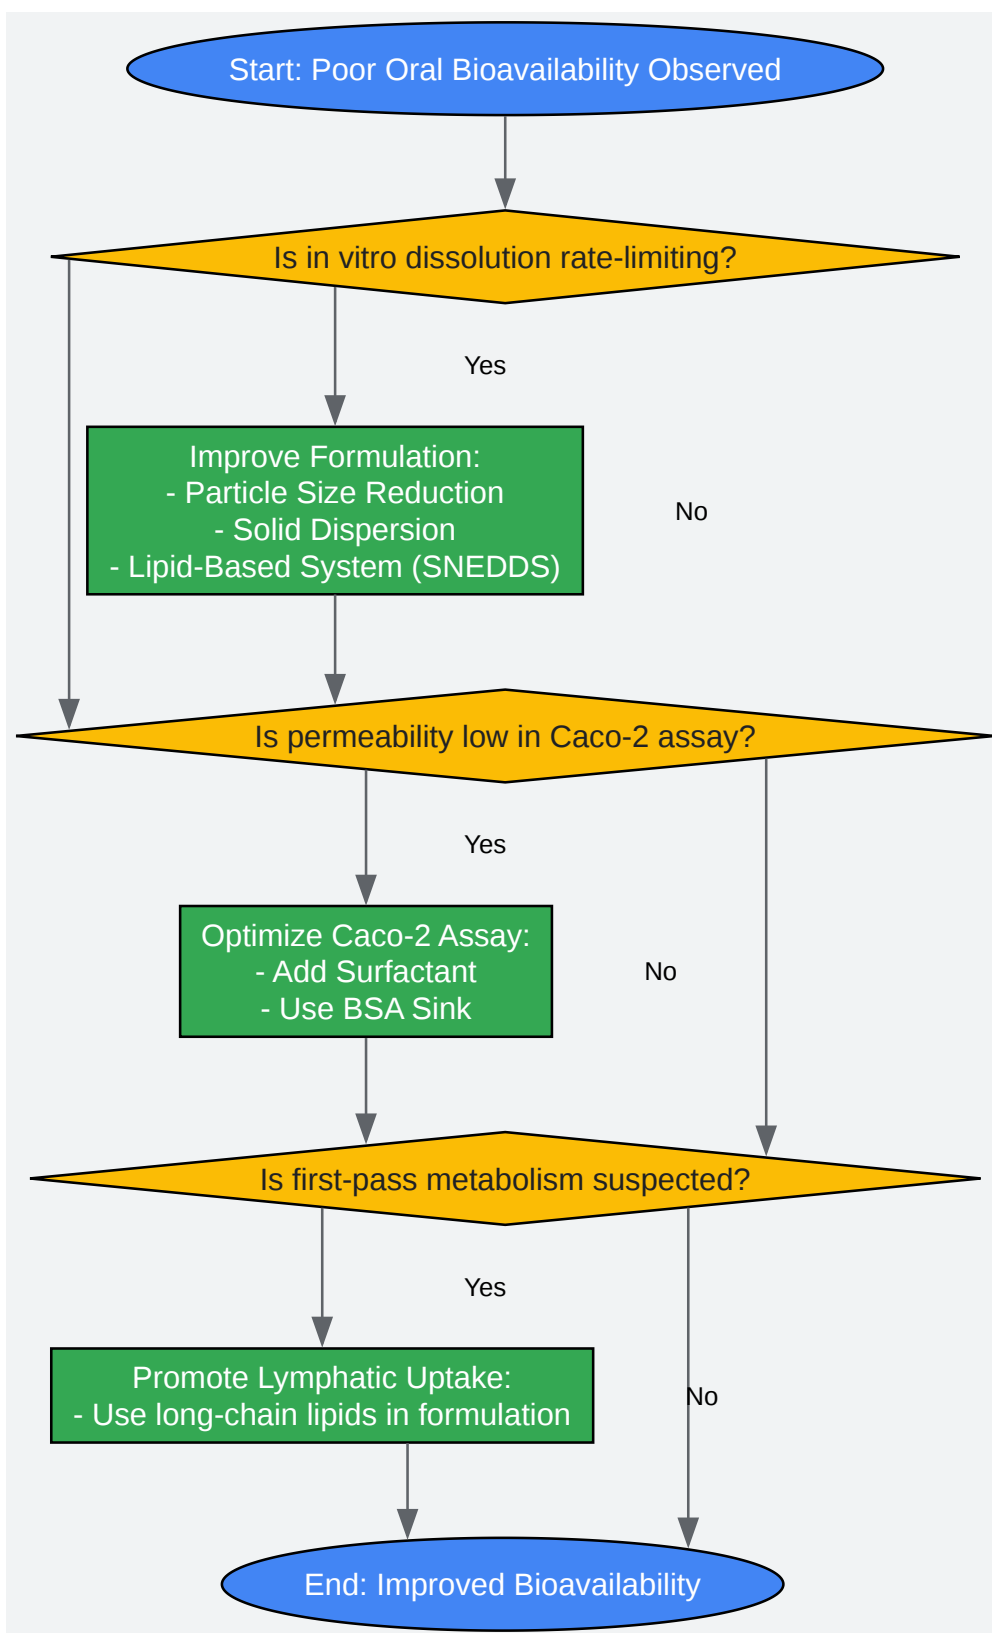 Start: Poor Oral Bioavailability Observed
Is in vitro dissolution rate-limiting?
Yes
Improve Formulation:
- Particle Size Reduction
- Solid Dispersion
- Lipid-Based System (SNEDDS)
No
Is permeability low in Caco-2 assay?
Yes
Optimize Caco-2 Assay:
- Add Surfactant
- Use BSA Sink
No
Is first-pass metabolism suspected?
Yes
Promote Lymphatic Uptake:
- Use long-chain lipids in formulation
No
End: Improved Bioavailability